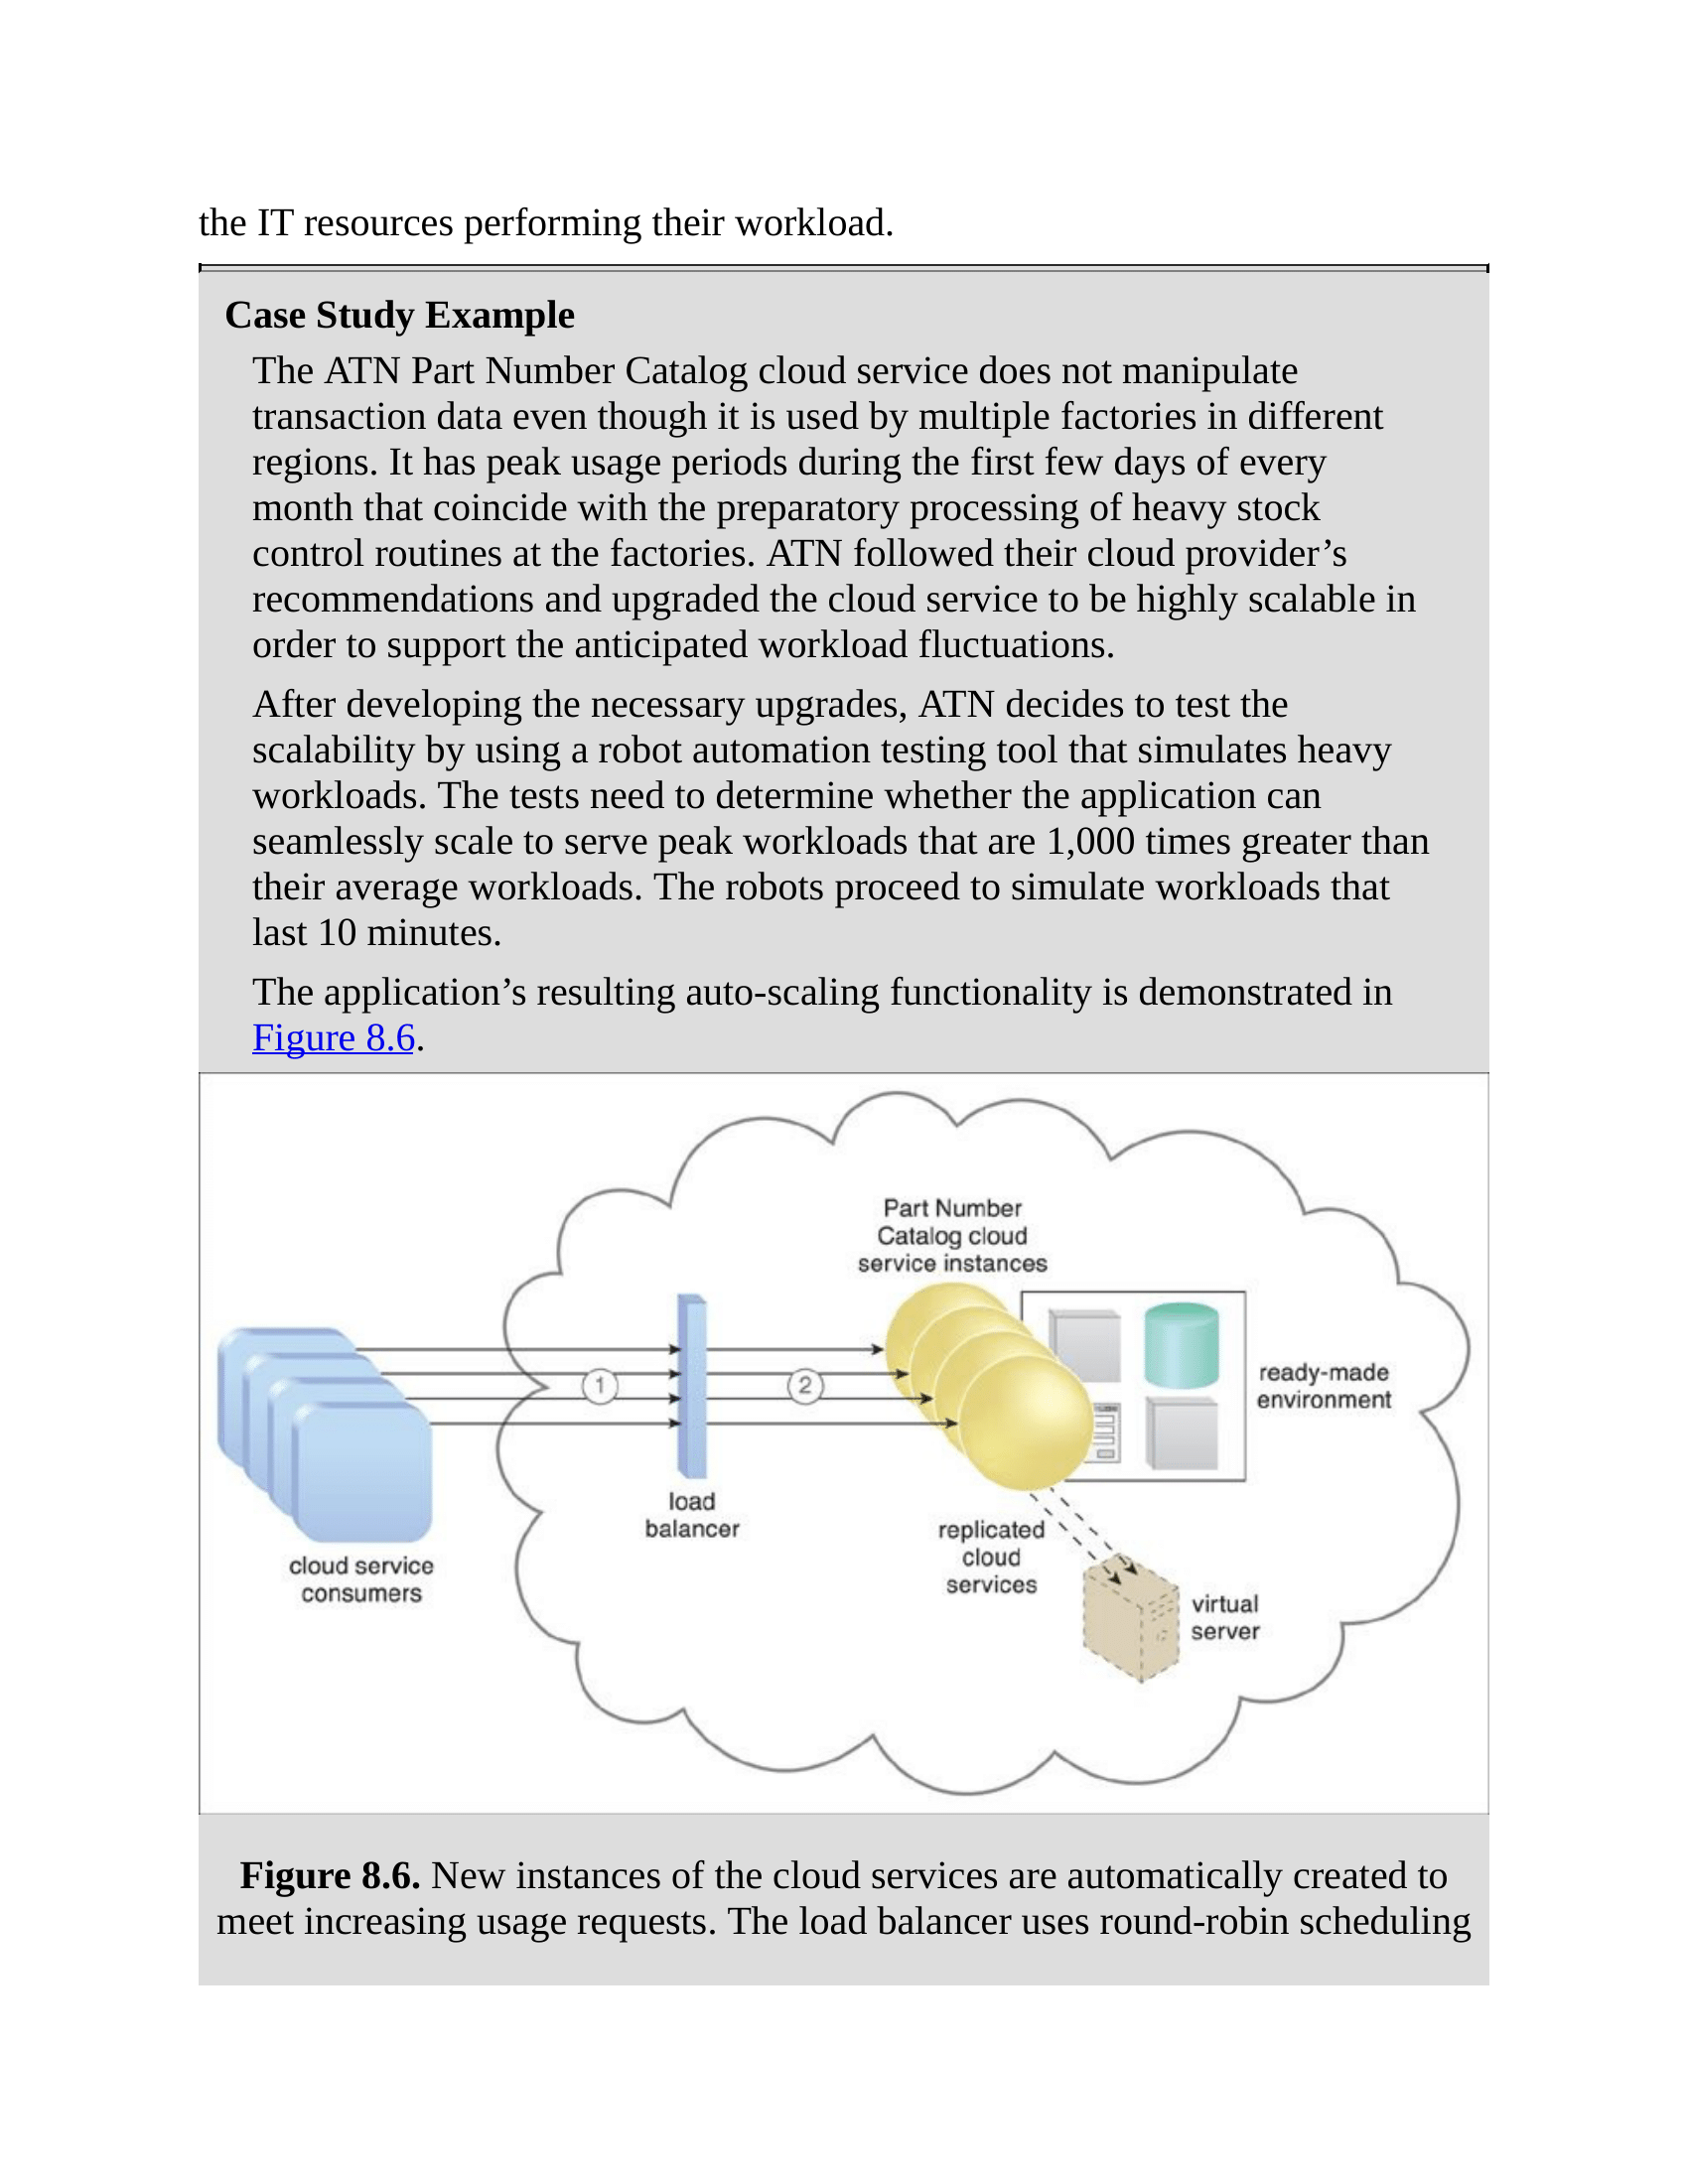 the IT resources performing their workload.
Case Study Example
The ATN Part Number Catalog cloud service does not manipulate
transaction data even though it is used by multiple factories in different
regions. It has peak usage periods during the first few days of every
month that coincide with the preparatory processing of heavy stock
control routines at the factories. ATN followed their cloud provider’s
recommendations and upgraded the cloud service to be highly scalable in
order to support the anticipated workload fluctuations.
After developing the necessary upgrades, ATN decides to test the
scalability by using a robot automation testing tool that simulates heavy
workloads. The tests need to determine whether the application can
seamlessly scale to serve peak workloads that are 1,000 times greater than
their average workloads. The robots proceed to simulate workloads that
last 10 minutes.
The application’s resulting auto-scaling functionality is demonstrated in
Figure 8.6.
Part Number
Catalog cloud
service instances
ready-made
environment
1
2
load
balancer
replicated
cloud
services
cloud service
consumers
virtual
server
Figure 8.6. New instances of the cloud services are automatically created to
meet increasing usage requests. The load balancer uses round-robin scheduling